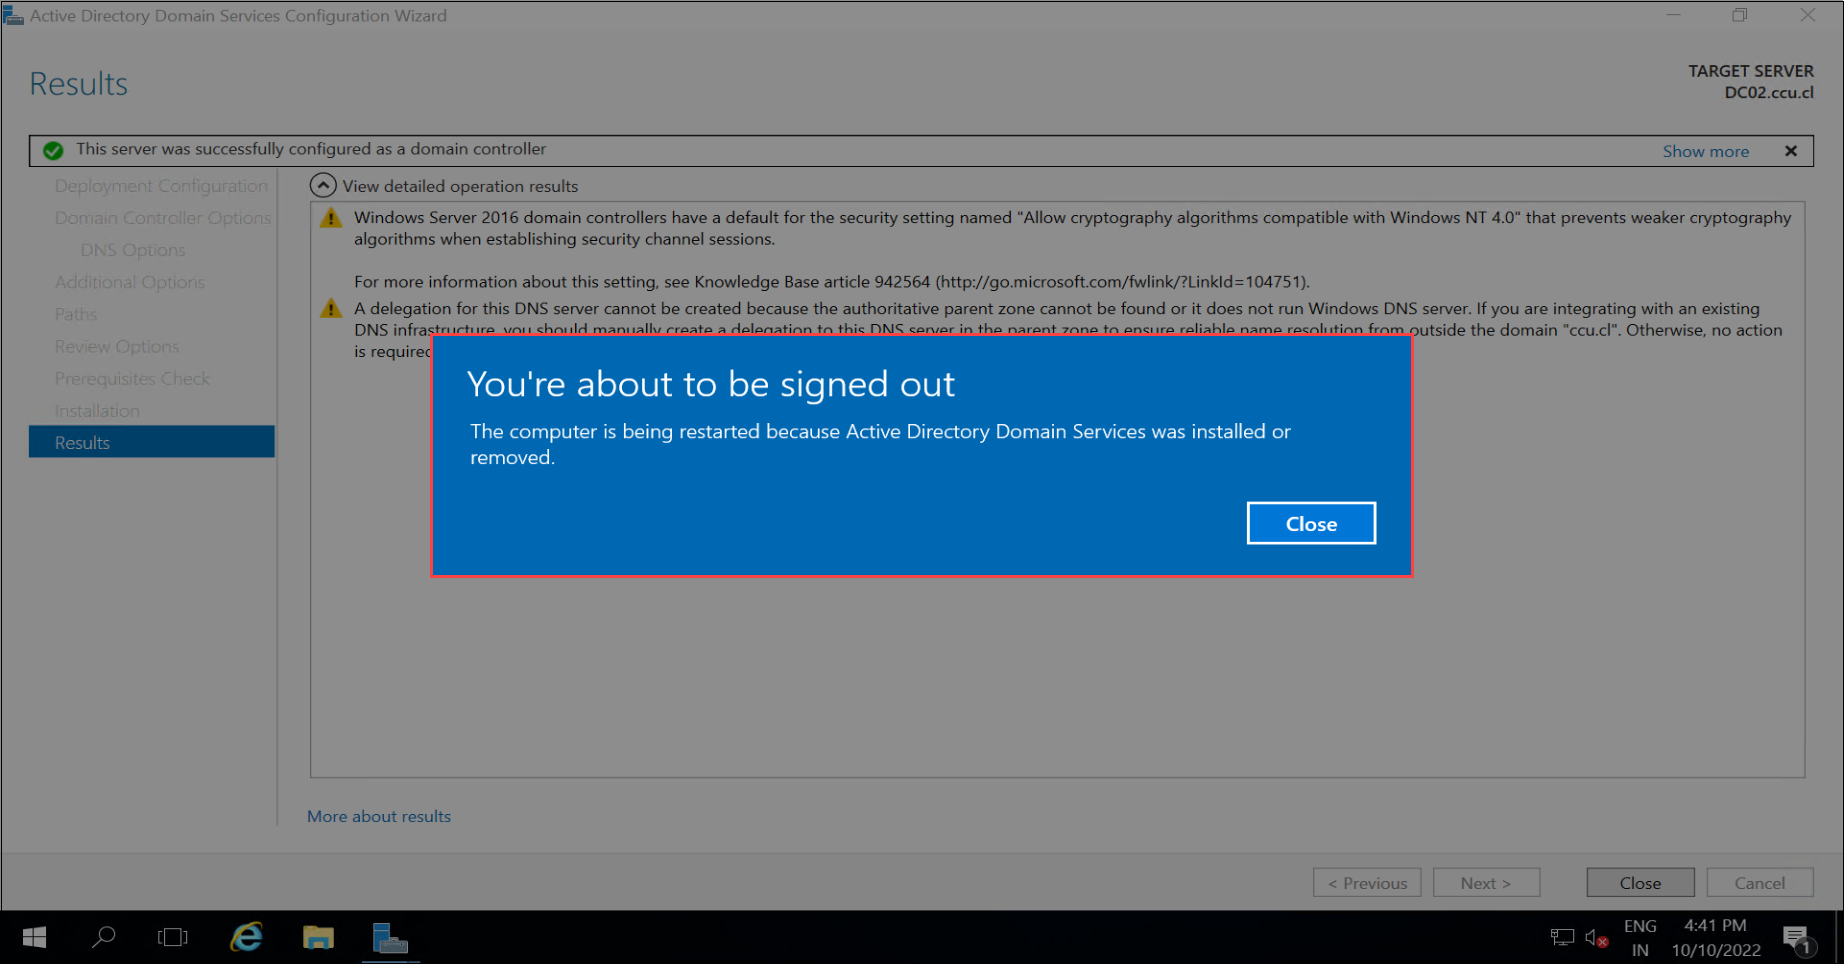 Active Directory Domain Services Configuration Wizard
Results
TARGET SERVER
DC02.ccu.cl
This server was successfully configured as a domain controller
Show more
Deployment Configuration
Domain Controller Options
DNS Options
Additional Options
Paths
Review Options
Prerequisites Check
Installation
Results
View detailed operation results
Windows Server 2016 domain controllers have a default for the security setting named "Allow cryptography algorithms compatible with Windows NT 4.0" that prevents weaker cryptography
algorithms when establishing security channel sessions.
For more information about this setting, see Knowledge Base article 942564 (http://go.microsoft.com/fwlink/?LinkId=104751).
A delegation for this DNS server cannot be created because the authoritative parent zone cannot be found or it does not run Windows DNS server. If you are integrating with an existing
DNS infrastructure, you should manually create a delegation to this DNS server in the parent zone to ensure reliable name resolution from outside the domain "ccu.cl". Otherwise, no action
is required
You're about to be signed out
The computer is being restarted because Active Directory Domain Services was installed or
removed.
Close
More about results
< Previous
Next >
Close
Cancel
ENG
IN
4:41 PM
10/10/2022
1